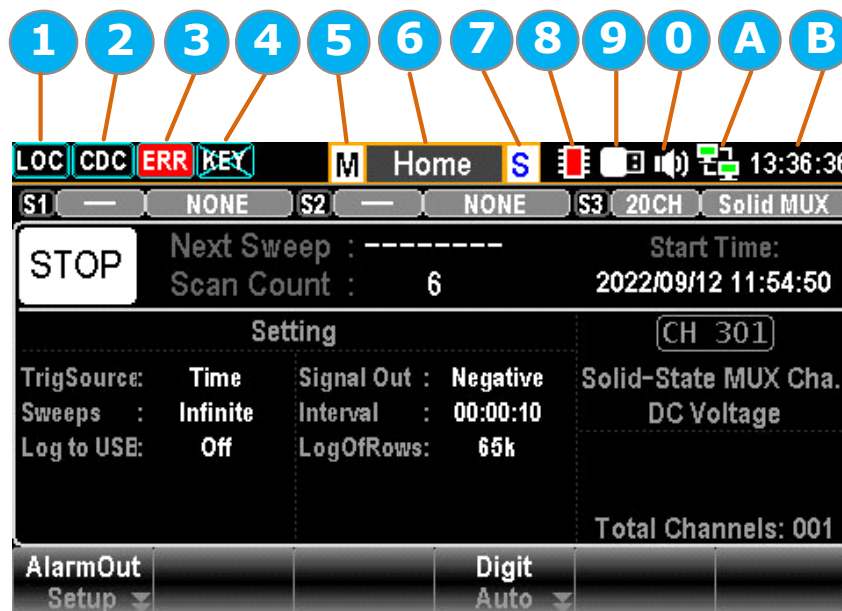 1 2 3 4 5 6 7 8 9 0 A B
LOC CDC ERR KEY M Home S 13:36:36
S1 — NONE S2 — NONE S3 20CH Solid MUX
STOP Next Sweep : -------- Start Time:
Scan Count : 6 2022/09/12 11:54:50
Setting CH 301
TrigSource: Time Signal Out : Negative Solid-State MUX Cha.
Sweeps : Infinite Interval : 00:00:10 DC Voltage
Log to USB: Off LogOfRows: 65k
Total Channels: 001
AlarmOut Digit
Setup Auto